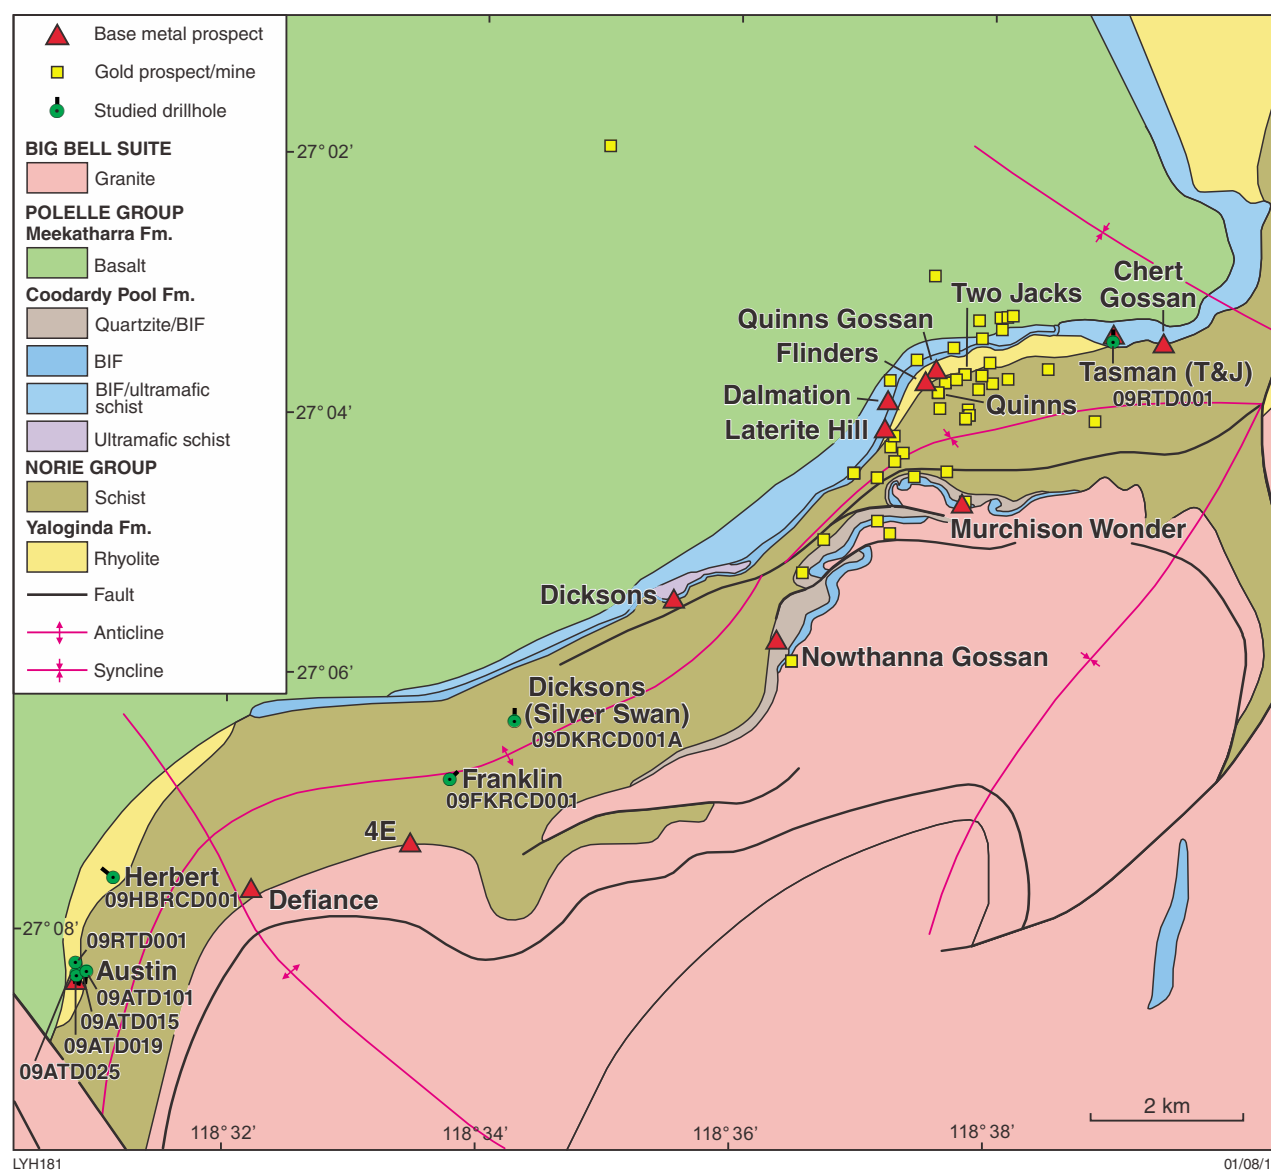 Base metal prospect
Gold prospect/mine
Studied drillhole
BIG BELL SUITE
Granite
POLELLE GROUP
Meekatharra Fm.
Basalt
Coodardy Pool Fm.
Quartzite/BIF
BIF
BIF/ultramafic
schist
Ultramafic schist
NORIE GROUP
Schist
Yaloginda Fm.
Rhyolite
Fault
Anticline
Syncline
27°02’
27°04’
27°06’
27°08’
Chert
Gossan
Two Jacks
Quinns Gossan
Flinders
Tasman (T&J)
09RTD001
Dalmation
Quinns
Laterite Hill
Murchison Wonder
Dicksons
Nowthanna Gossan
Dicksons
(Silver Swan)
09DKRCD001A
Franklin
09FKRCD001
4E
Herbert
09HBRCD001
Defiance
09RTD001
Austin
09ATD101
09ATD015
09ATD019
09ATD025
2 km
118°32’
118°34’
118°36’
118°38’
LYH181
01/08/1